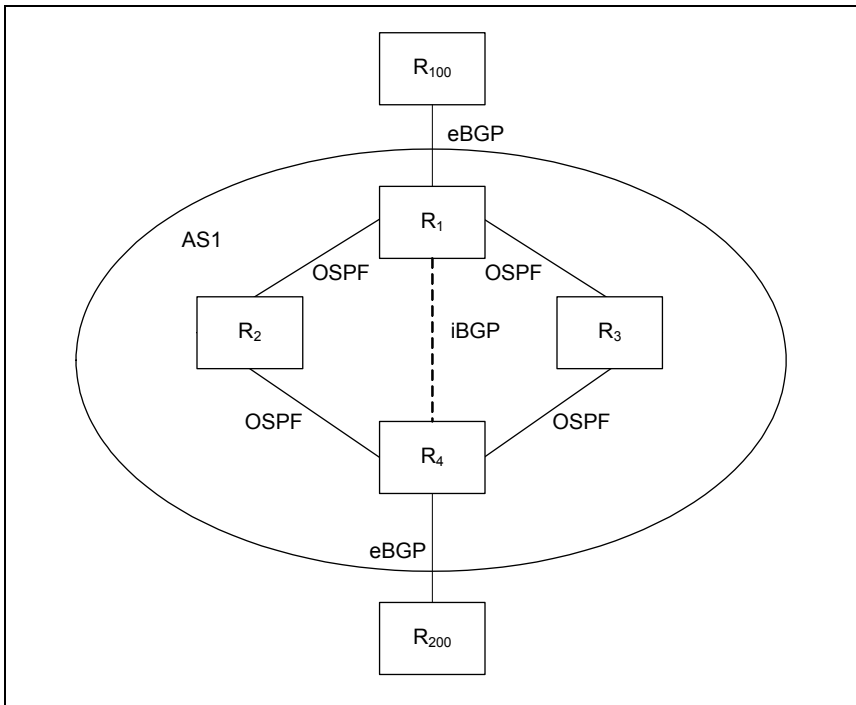 R₁₀₀
eBGP
R₁
AS1
OSPF OSPF
R₂ iBGP R₃
OSPF OSPF
R₄
eBGP
R₂₀₀